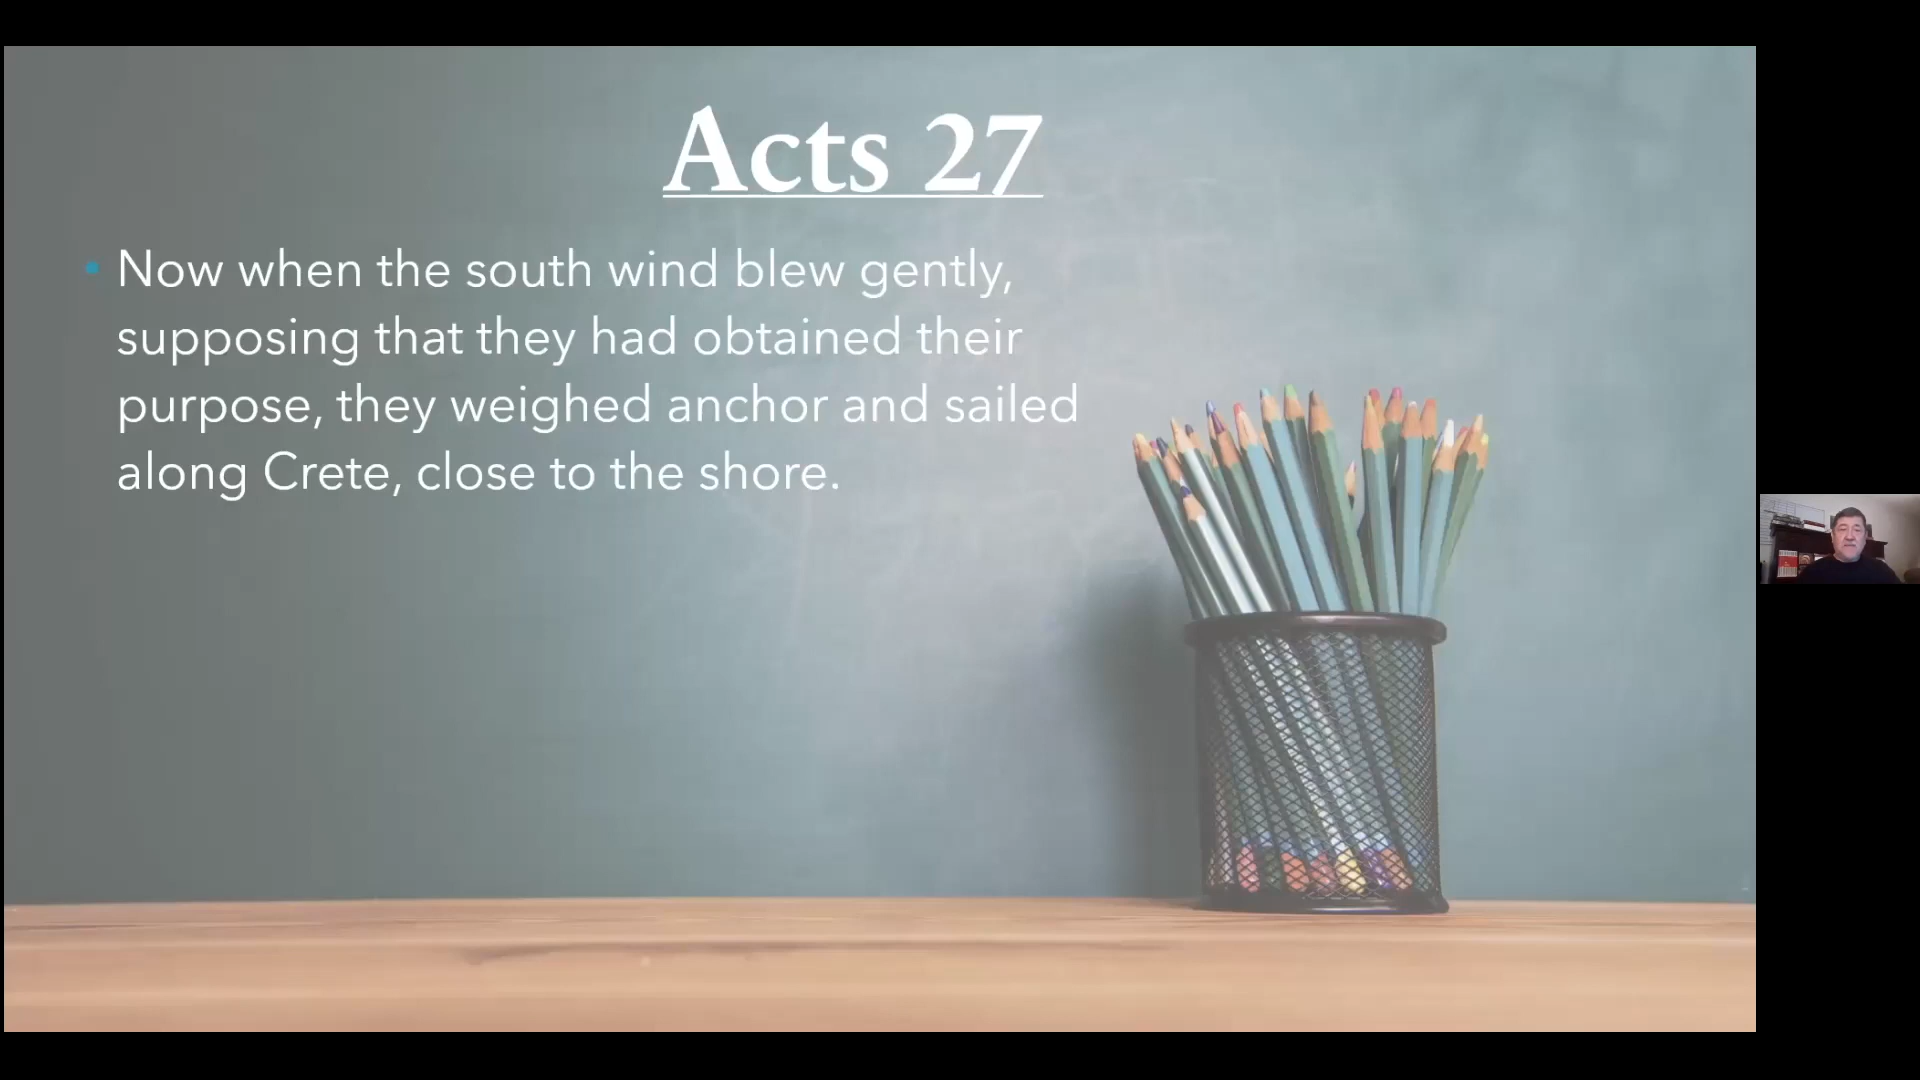 Acts 27
Now when the south wind blew gently,
supposing that they had obtained their
purpose, they weighed anchor and sailed
along Crete, close to the shore.